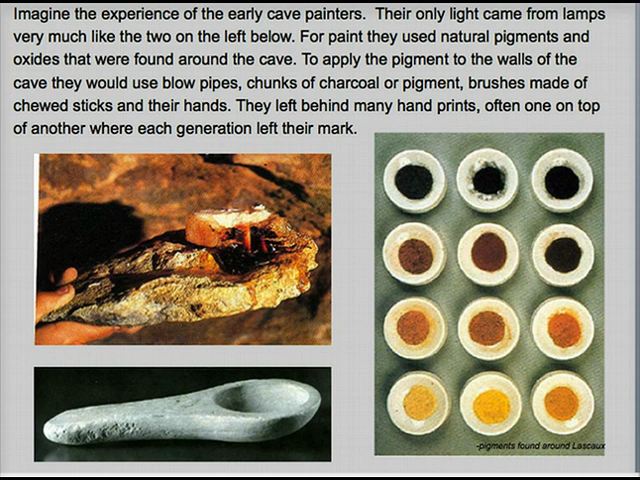 Imagine the experience of the early cave painters.  Their only light came from lamps
very much like the two on the left below. For paint they used natural pigments and
oxides that were found around the cave. To apply the pigment to the walls of the
cave they would use blow pipes, chunks of charcoal or pigment, brushes made of
chewed sticks and their hands. They left behind many hand prints, often one on top
of another where each generation left their mark.
-pigments found around Lascaux